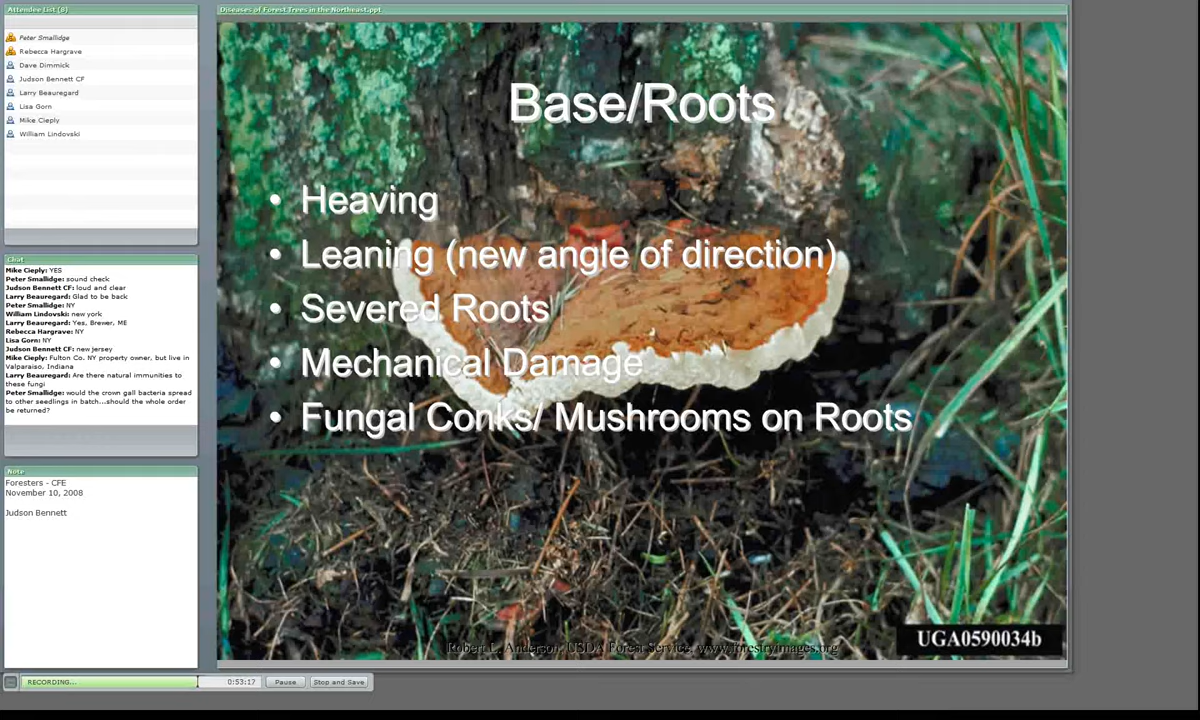 Attendee List (8)
Peter Smallidge
Rebecca Hargrave
Dave Dimmick
Judson Bennett CF
Larry Beauregard
Lisa Gorn
Mike Cieply
William Lindovski
Chat
Mike Cieply: YES
Peter Smallidge: sound check
Judson Bennett CF: loud and clear
Larry Beauregard: Glad to be back
Peter Smallidge: NY
William Lindovski: new york
Larry Beauregard: Yes, Brewer, ME
Rebecca Hargrave: NY
Lisa Gorn: NY
Judson Bennett CF: new jersey
Mike Cieply: Fulton Co. NY property owner, but live in
Valparaiso, Indiana
Larry Beauregard: Are there natural immunities to
these fungi
Peter Smallidge: would the crown gall bacteria spread
to other seedlings in batch...should the whole order
be returned?
Note
Foresters - CFE
November 10, 2008
Judson Bennett
Diseases of Forest Trees in the Northeast.ppt
Base/Roots
• Heaving
• Leaning (new angle of direction)
• Severed Roots
• Mechanical Damage
• Fungal Conks/ Mushrooms on Roots
UGA0590034b
Robert L. Anderson, USDA Forest Service, www.forestryimages.org
RECORDING...
0:53:17
Pause
Stop and Save